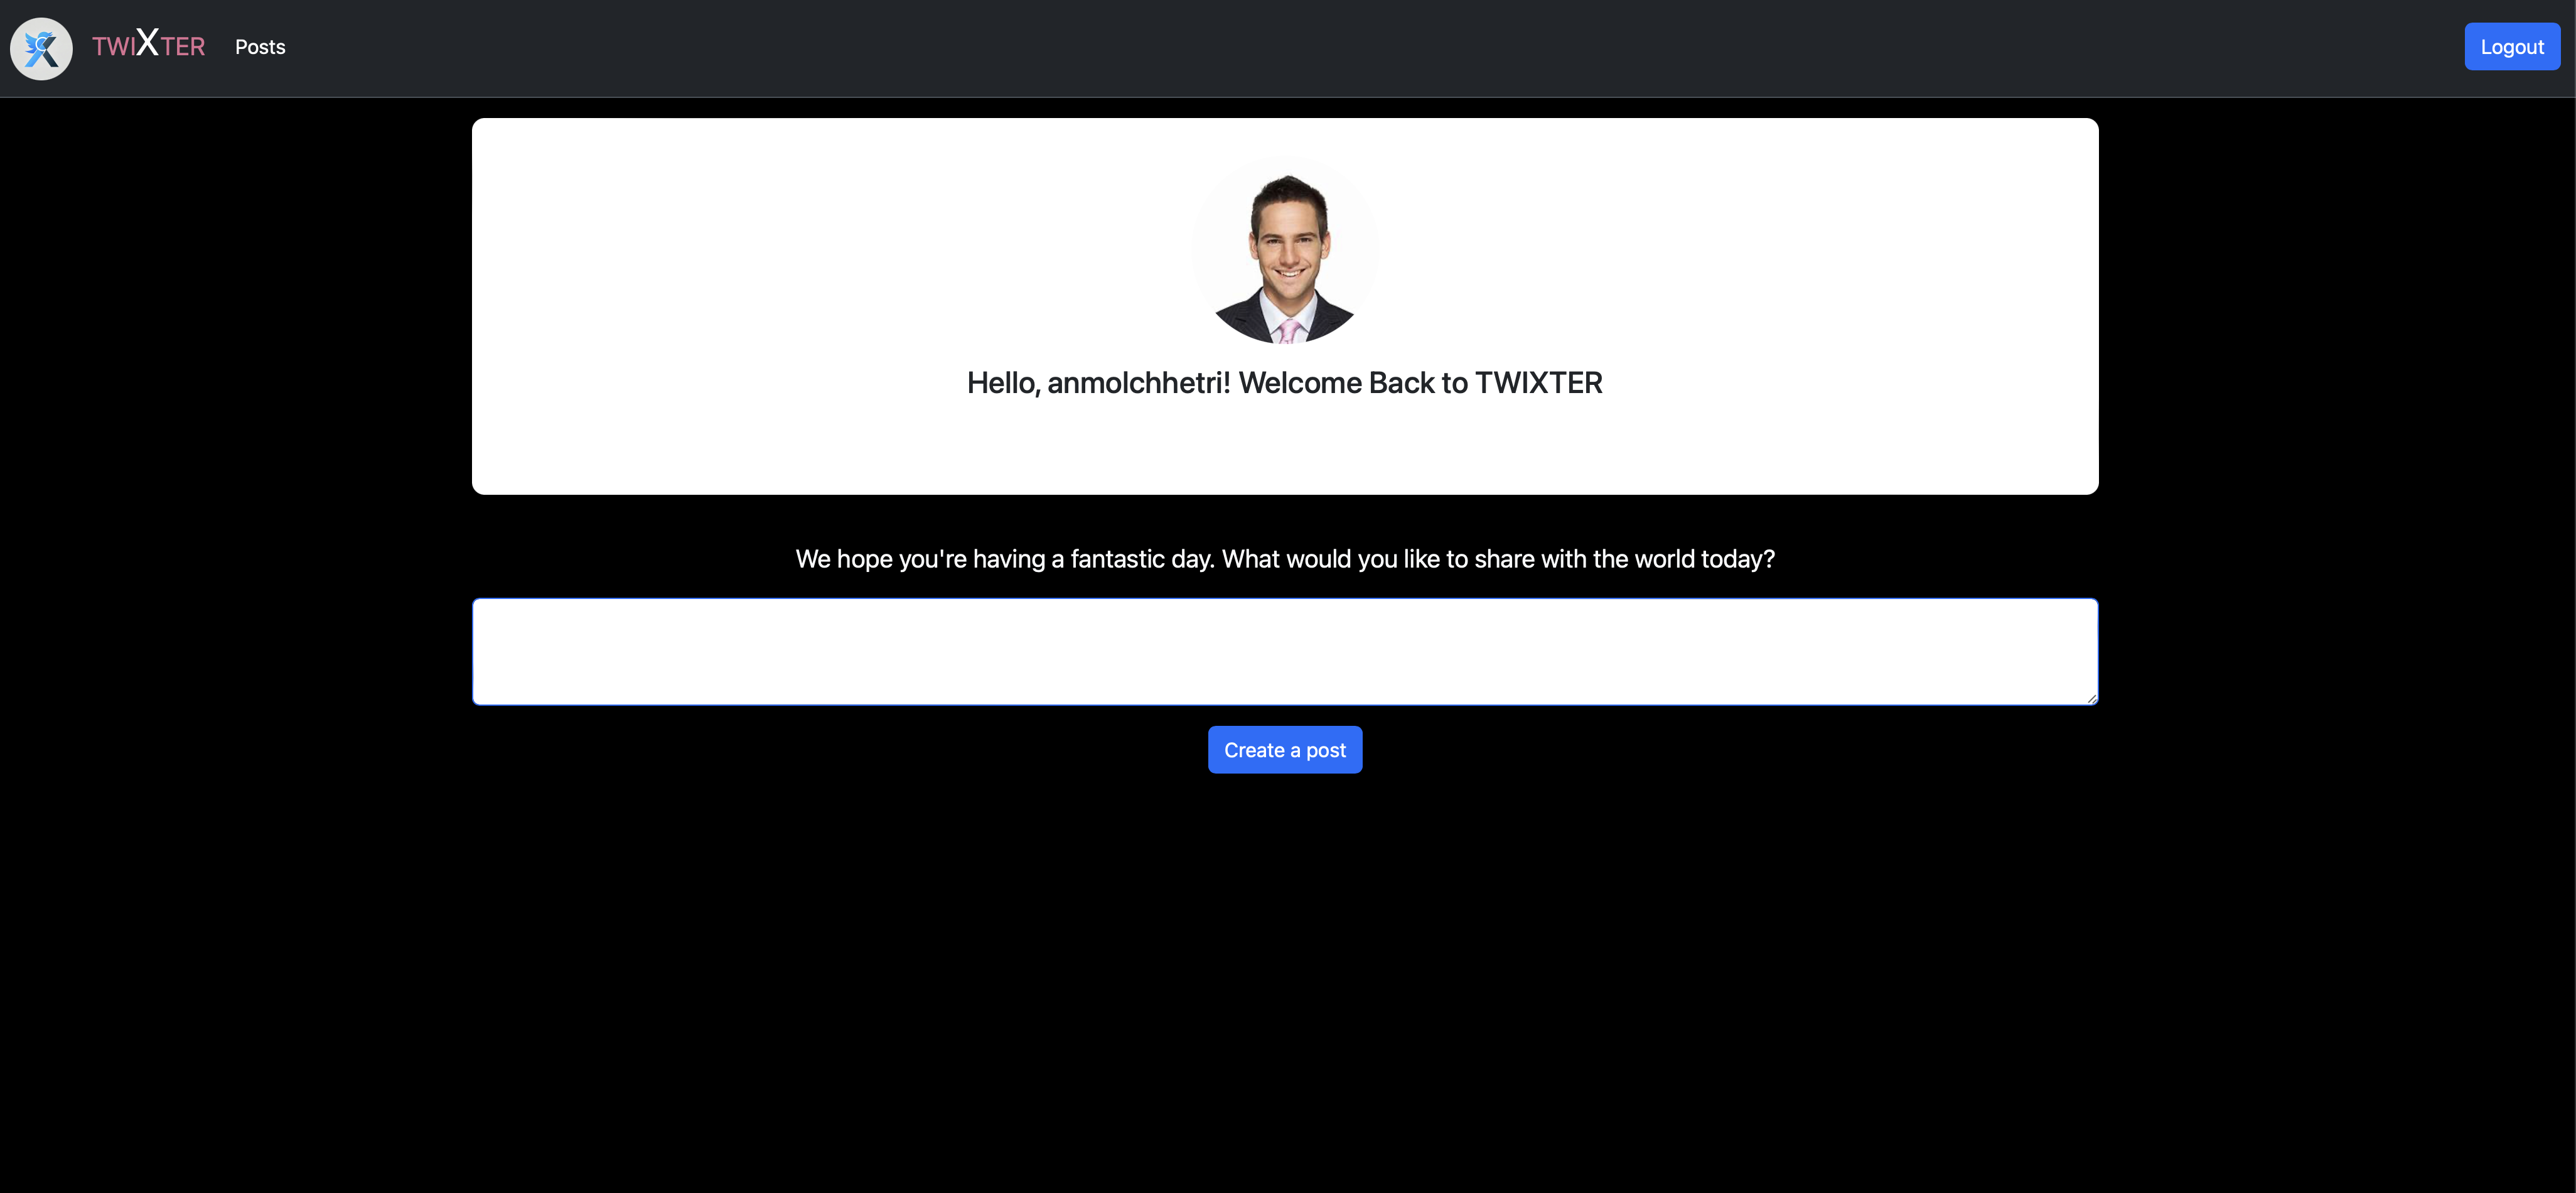 TWIXTER
Posts
Logout
Hello, anmolchhetri! Welcome Back to TWIXTER
We hope you're having a fantastic day. What would you like to share with the world today?
Create a post